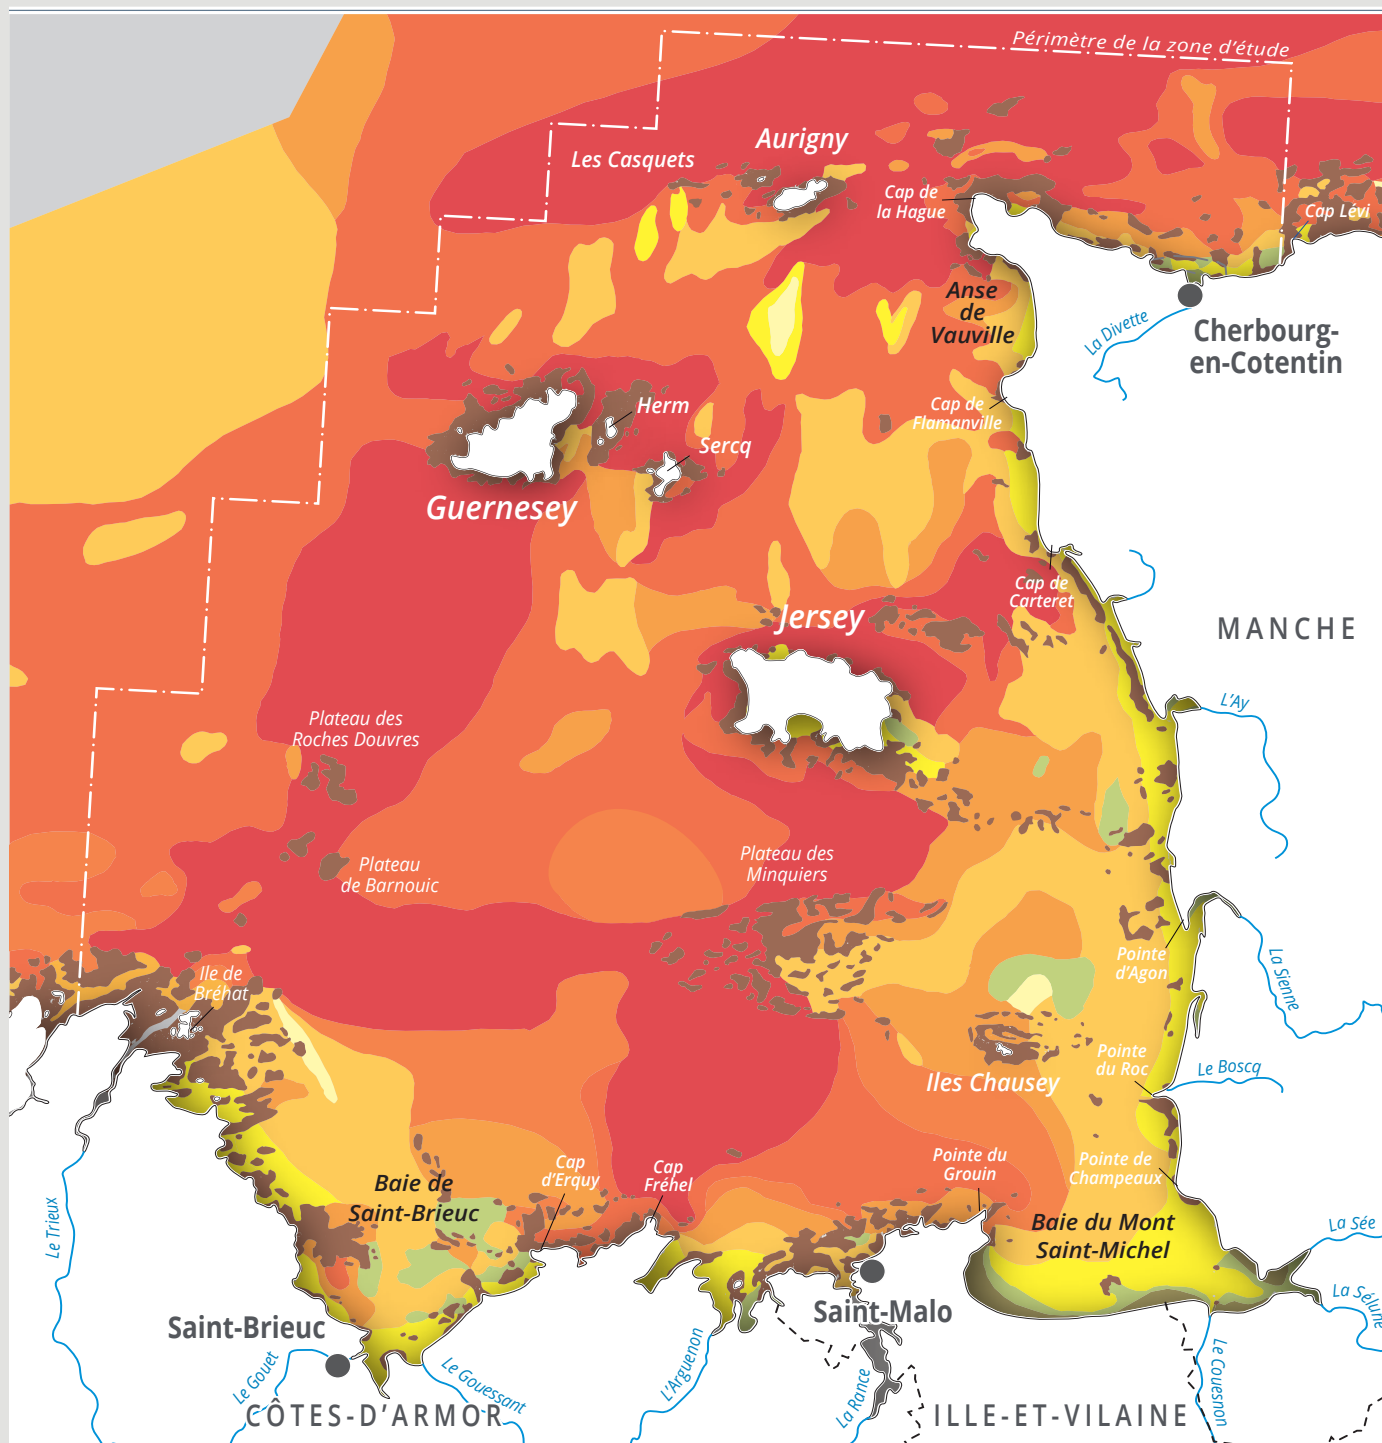 Périmètre de la zone d'étude
Aurigny
Les Casquets
Cap de
la Hague
Cap Lévi
Anse
de
Vauville
La Divette
Cherbourg-
en-Cotentin
Herm
Cap de
Flamanville
Sercq
Guernesey
Cap de
Carteret
Jersey
MANCHE
L'Ay
Plateau des
Roches Douvres
Plateau
de Barnouic
Plateau des
Minquiers
Pointe
d'Agon
La Sienne
Ile de
Bréhat
Pointe
du Roc
Le Boscq
Iles Chausey
Cap
d'Erquy
Cap
Fréhel
Pointe du
Grouin
Pointe de
Champeaux
Baie de
Saint-Brieuc
Le Trieux
Baie du Mont
Saint-Michel
La Sée
La Sélune
Saint-Malo
Saint-Brieuc
Le Gouet
Le Gouessant
L'Arguenon
La Rance
Le Couesnon
CÔTES-D'ARMOR
ILLE-ET-VILAINE